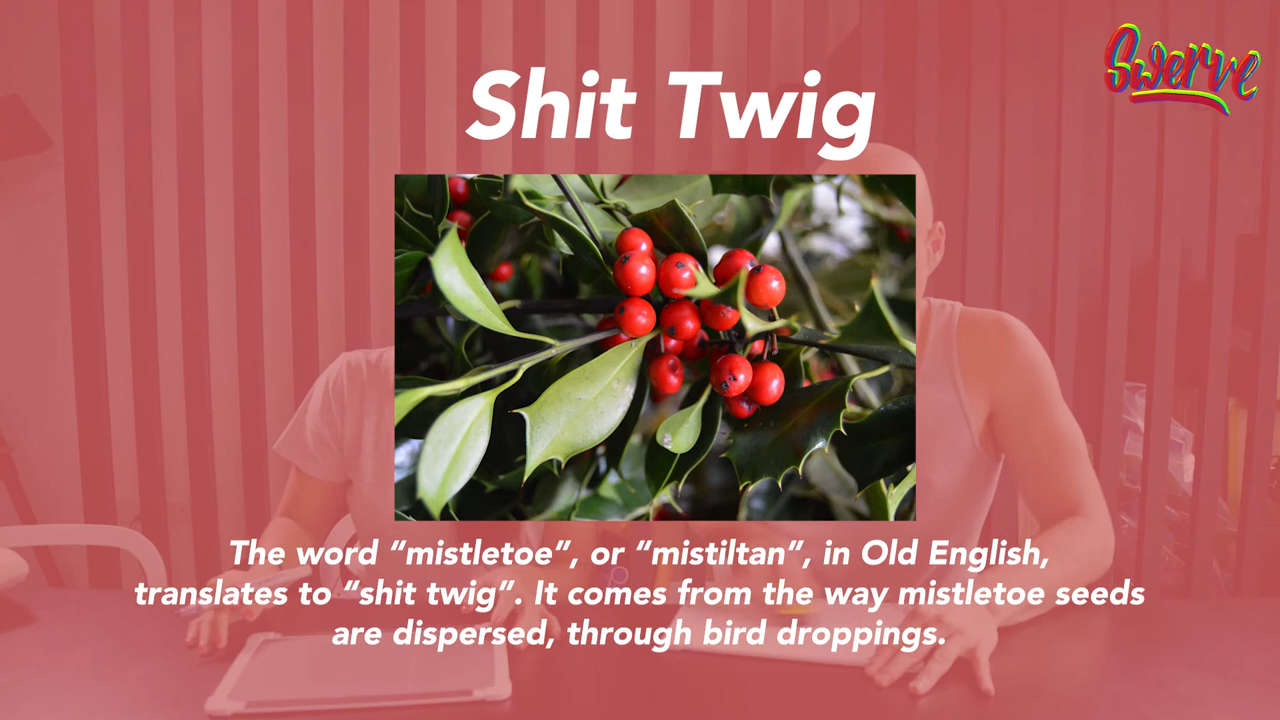 Swerve
Shit Twig
The word “mistletoe”, or “mistiltan”, in Old English,
translates to “shit twig”. It comes from the way mistletoe seeds
are dispersed, through bird droppings.